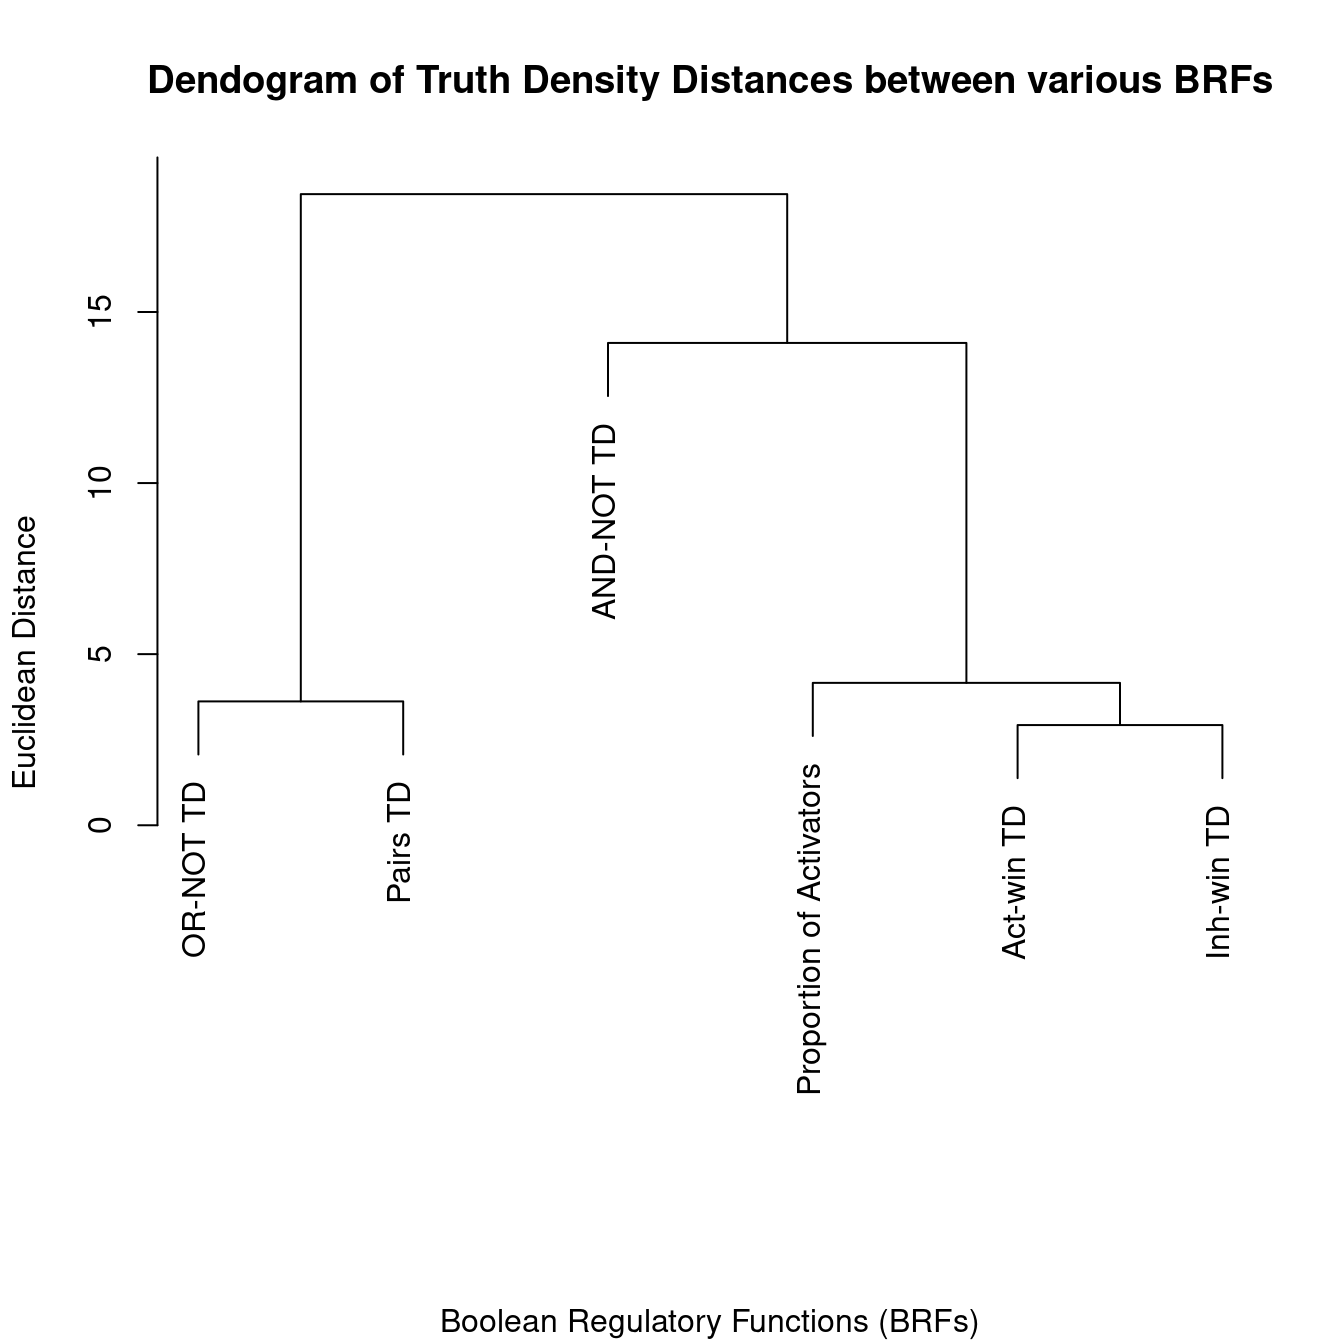 Dendogram of Truth Density Distances between various BRFs
Euclidean Distance
15
10
5
0
OR-NOT TD
Pairs TD
AND-NOT TD
Proportion of Activators
Act-win TD
Inh-win TD
Boolean Regulatory Functions (BRFs)